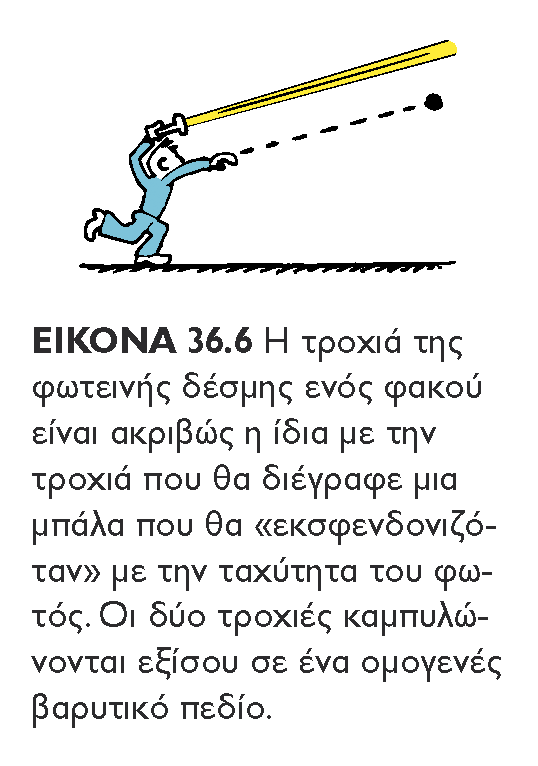 ΕΙΚΟΝΑ 36.6 Η τροχιά της
φωτεινής δέσμης ενός φακού
είναι ακριβώς η ίδια με την
τροχιά που θα διέγραφε μια
μπάλα που θα «εκσφενδονιζό-
ταν» με την ταχύτητα του φω-
τός. Οι δύο τροχιές καμπυλώ-
νονται εξίσου σε ένα ομογενές
βαρυτικό πεδίο.